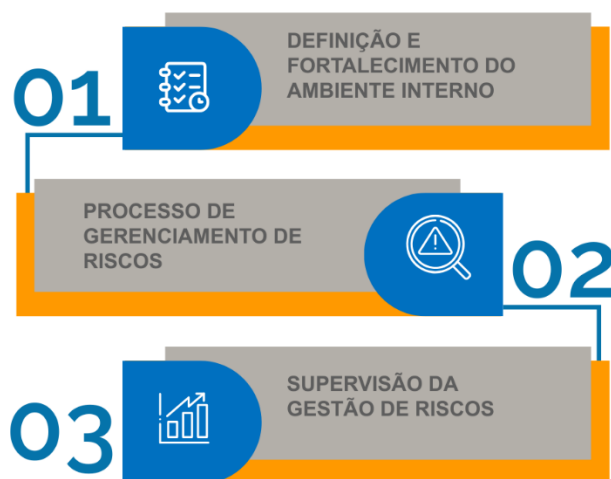 01
DEFINIÇÃO E
FORTALECIMENTO DO
AMBIENTE INTERNO
PROCESSO DE
GERENCIAMENTO DE
RISCOS
02
03
SUPERVISÃO DA
GESTÃO DE RISCOS